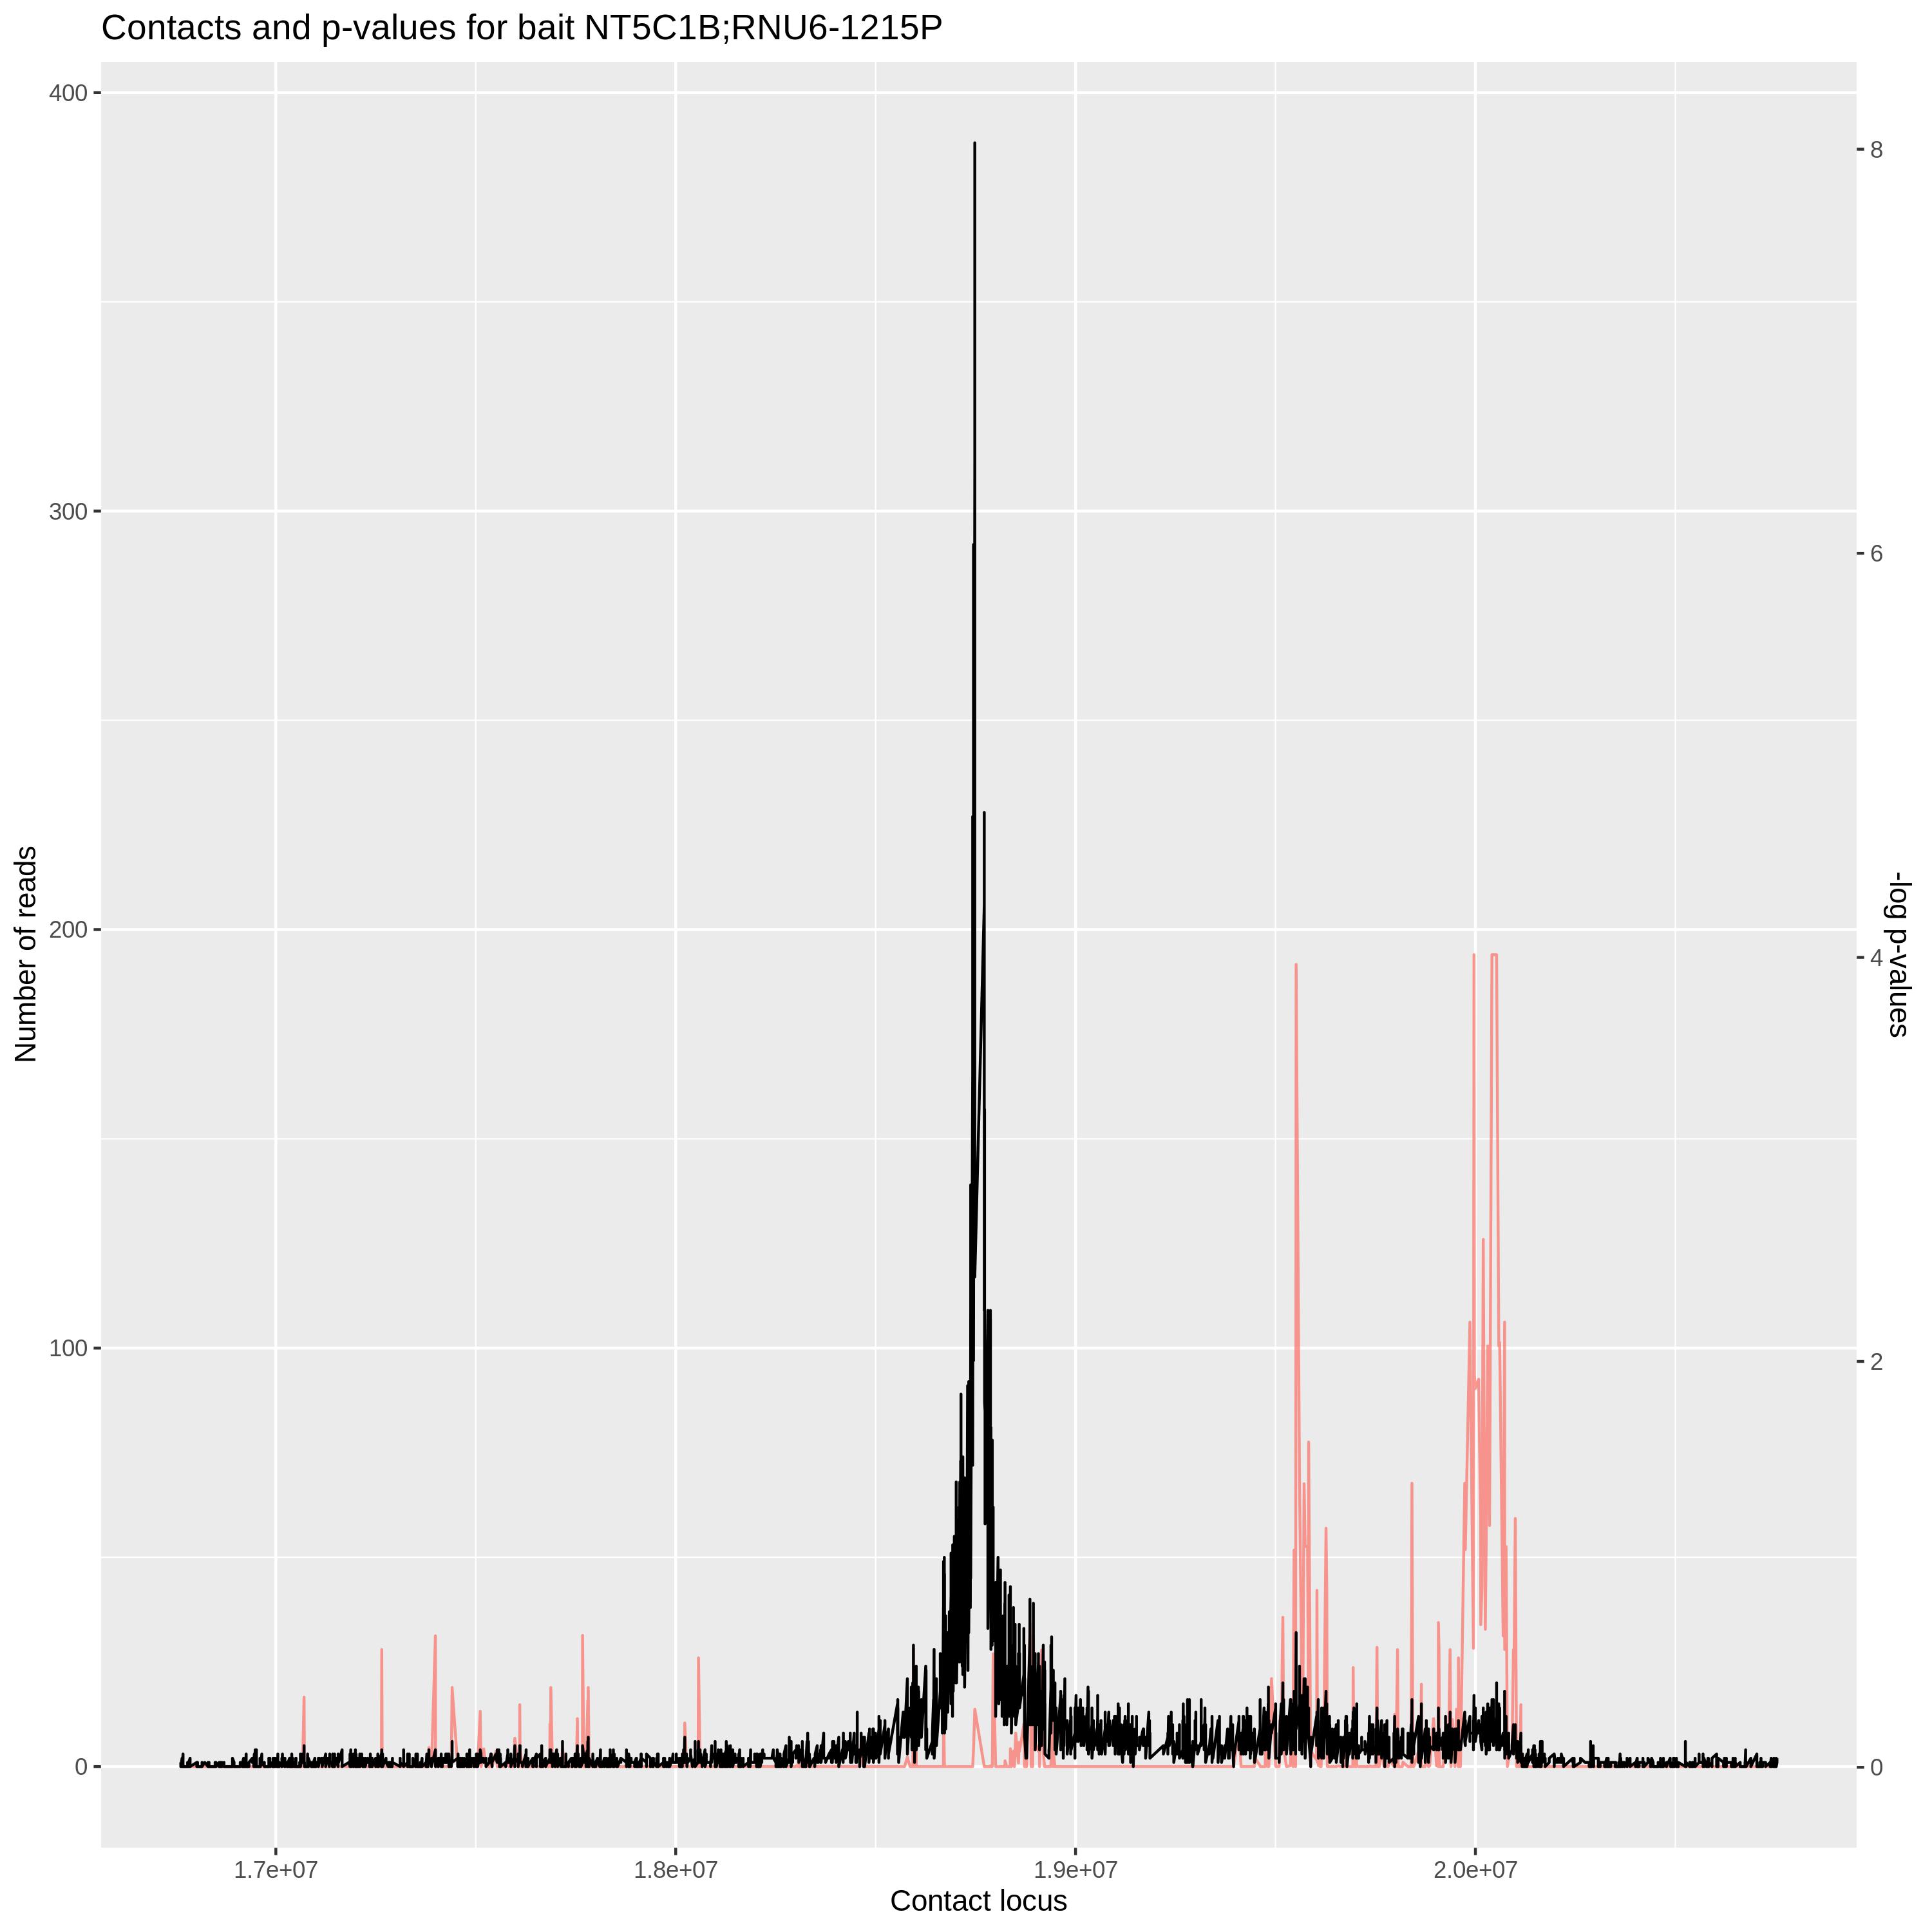 Contacts and p-values for bait NT5C1B;RNU6-1215P
400
300
200
100
0
Number of reads
8
6
4
2
0
-log p-values
1.7e+07
1.8e+07
1.9e+07
2.0e+07
Contact locus